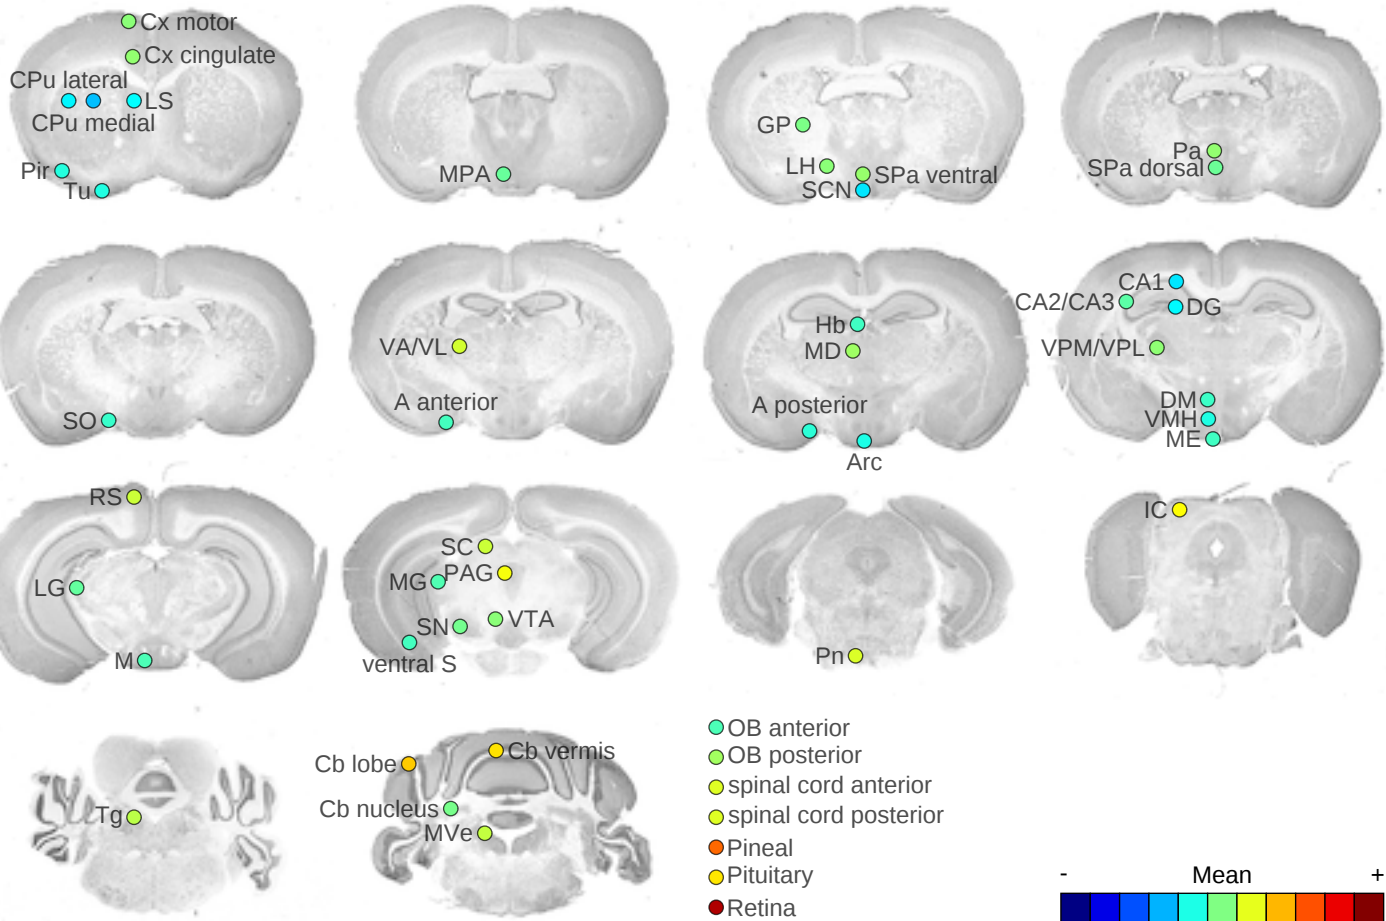 Cx motor
Cx cingulate
CPu lateral
LS
CPu medial
Pir
Tu
MPA
GP
LH
SPa ventral
SCN
Pa
SPa dorsal
SO
VA/VL
A anterior
Hb
MD
A posterior
Arc
CA1
CA2/CA3
DG
VPM/VPL
DM
VMH
ME
RS
LG
M
SC
MG
PAG
SN
VTA
ventral S
Pn
IC
Tg
Cb lobe
Cb vermis
Cb nucleus
MVe
OB anterior
OB posterior
spinal cord anterior
spinal cord posterior
Pineal
Pituitary
Retina
- Mean +